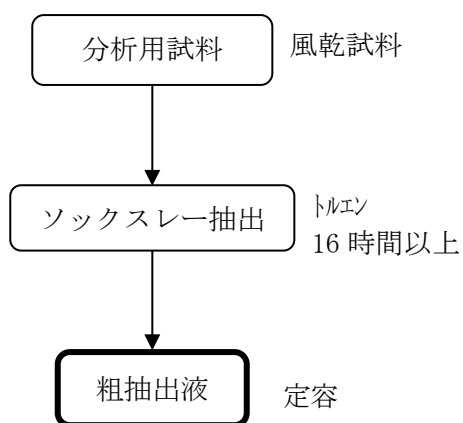 分析用試料
風乾試料
ソックスレー抽出
ﾄﾙｴﾝ
16 時間以上
粗抽出液
定容